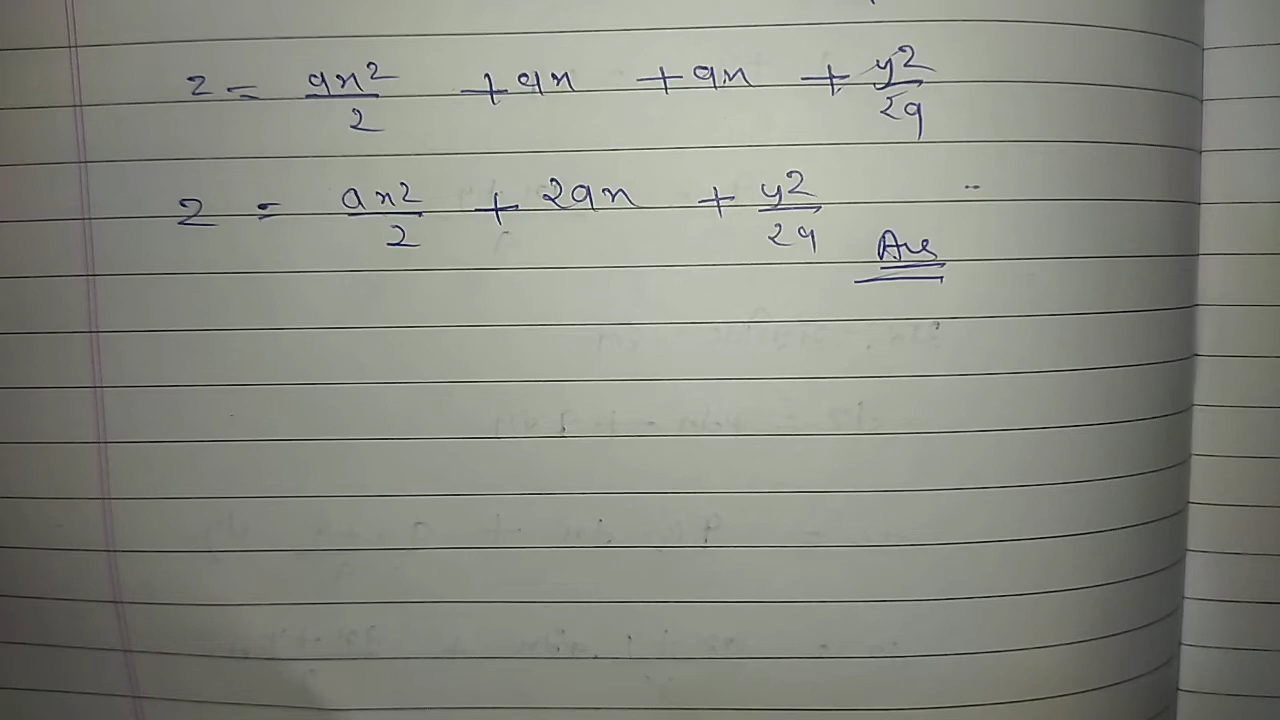 z = ax²/2 + ax + ax + y²/2a
z = ax²/2 + 2ax + y²/2a
Ans